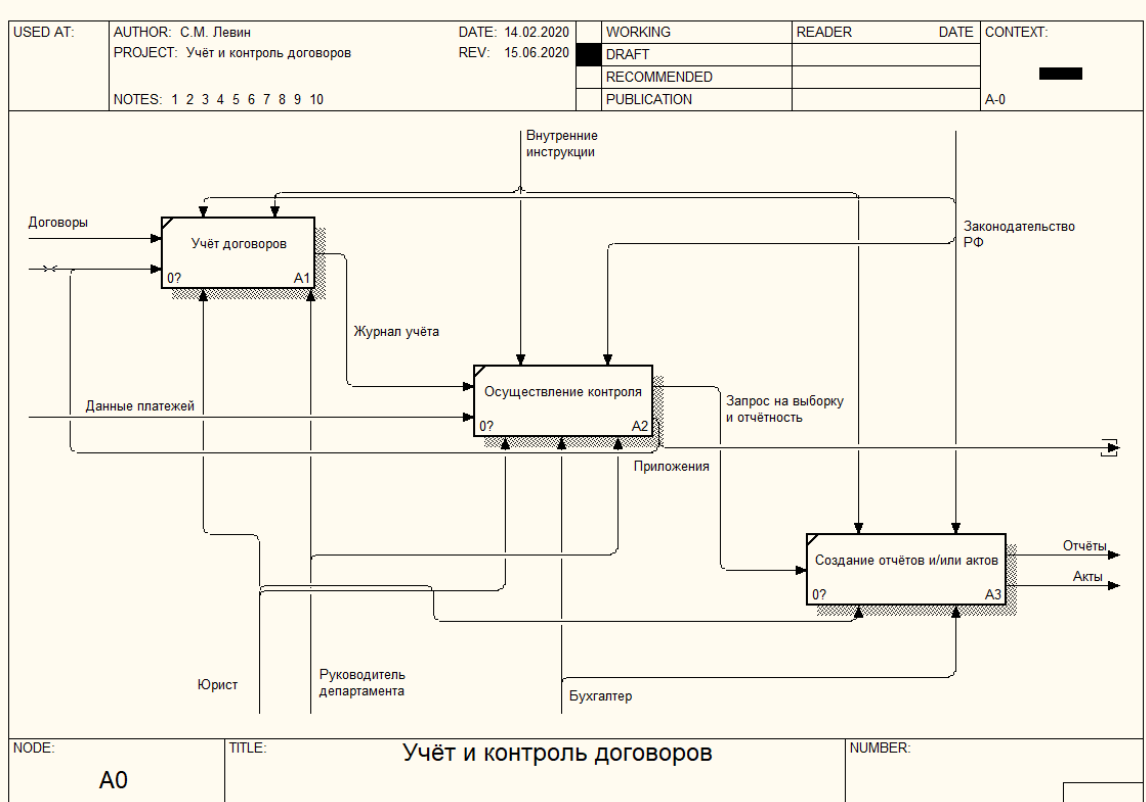 USED AT:
AUTHOR: С.М. Левин
DATE: 14.02.2020
PROJECT: Учёт и контроль договоров
REV: 15.06.2020
NOTES: 1 2 3 4 5 6 7 8 9 10
WORKING
DRAFT
RECOMMENDED
PUBLICATION
READER
DATE
CONTEXT:
A-0
Внутренние
инструкции
Законодательство
РФ
Договоры
Учёт договоров
0?
A1
Журнал учёта
Данные платежей
Осуществление контроля
0?
A2
Запрос на выборку
и отчётность
Приложения
Создание отчётов и/или актов
0?
A3
Отчёты
Акты
Юрист
Руководитель
департамента
Бухгалтер
NODE:
A0
TITLE:
Учёт и контроль договоров
NUMBER: